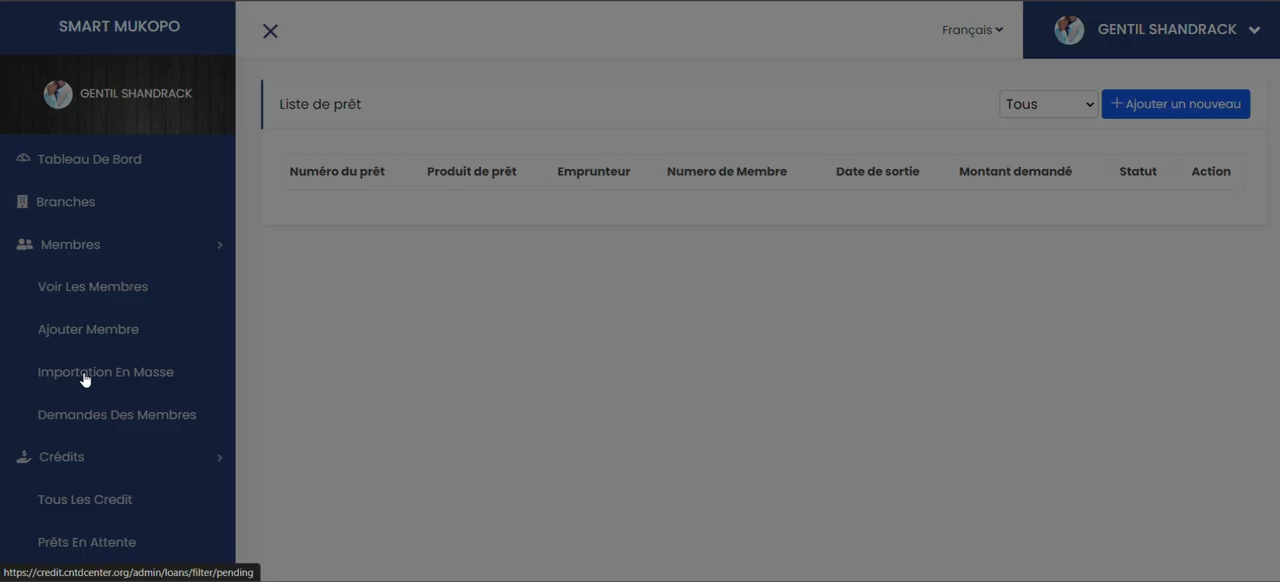 SMART MUKOPO
Français
GENTIL SHANDRACK
GENTIL SHANDRACK
Liste de prêt
Tous
+ Ajouter un nouveau
Tableau De Bord
Numéro du prêt Produit de prêt Emprunteur Numero de Membre Date de sortie Montant demandé Statut Action
Branches
Membres
Voir Les Membres
Ajouter Membre
Importation En Masse
Demandes Des Membres
Crédits
Tous Les Credit
Prêts En Attente
https://credit.cntdcenter.org/admin/loans/filter/pending